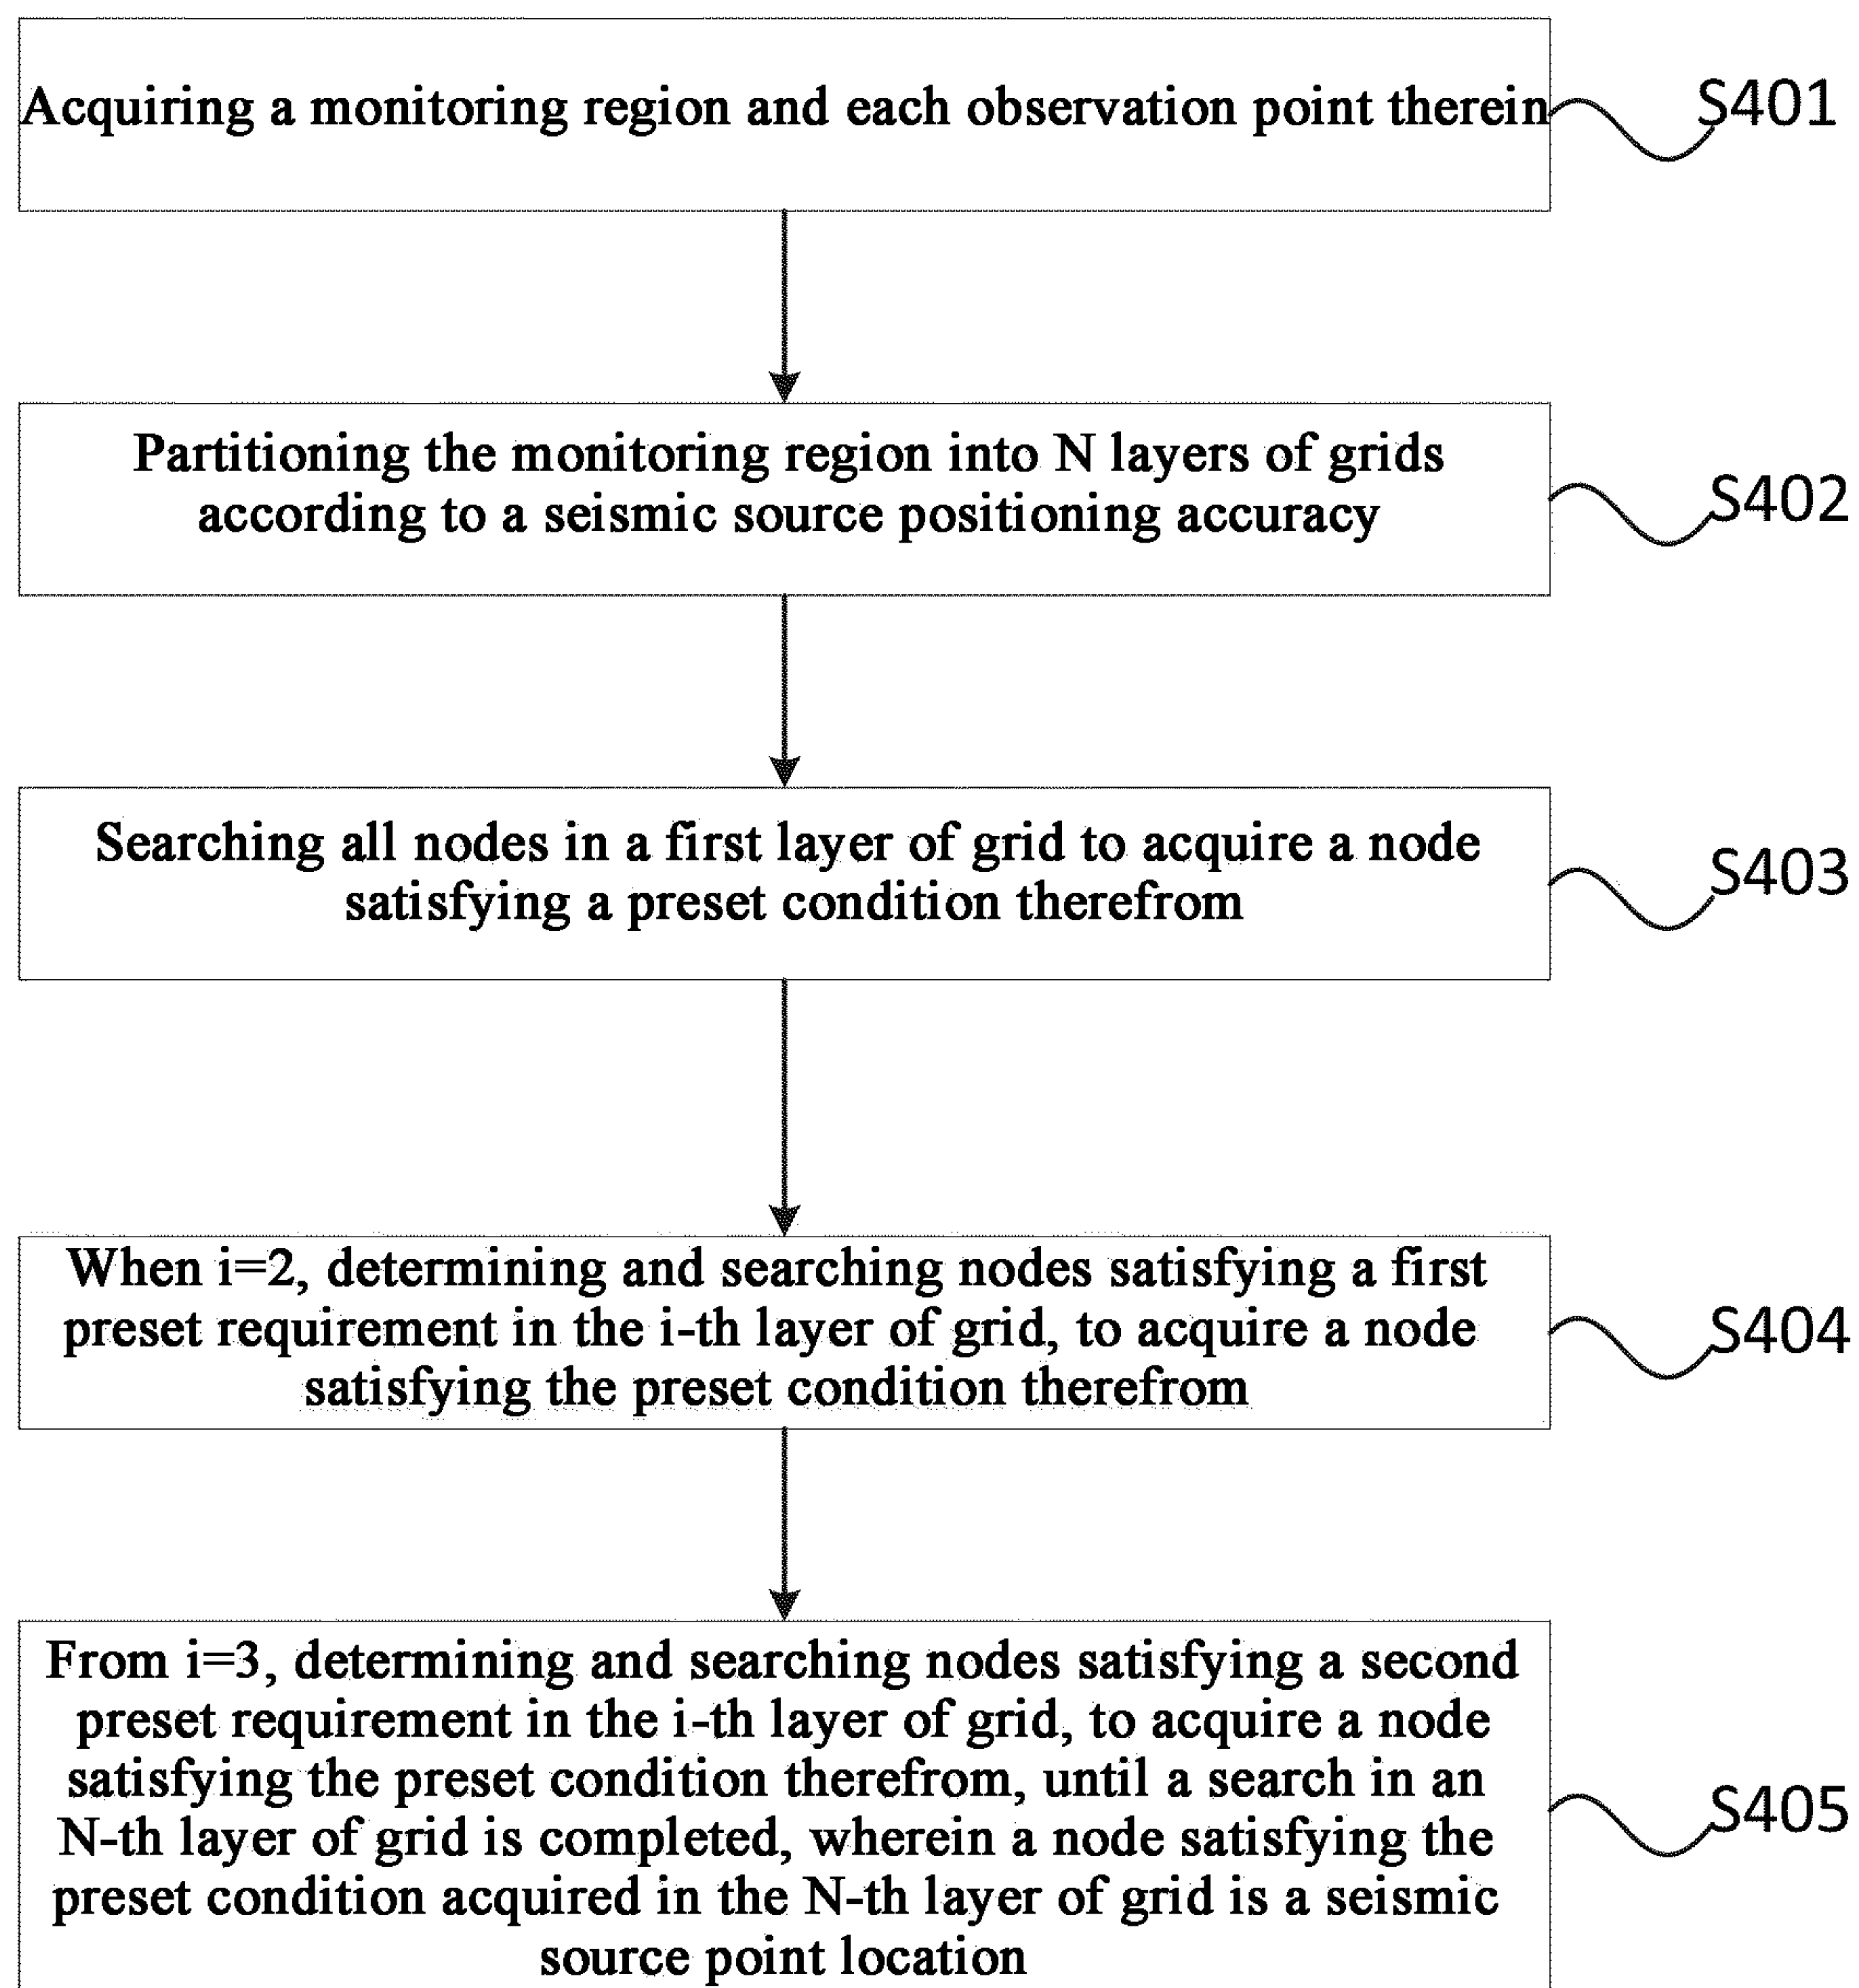 Acquiring a monitoring region and each observation point therein
S401
Partitioning the monitoring region into N layers of grids
according to a seismic source positioning accuracy
S402
Searching all nodes in a first layer of grid to acquire a node
satisfying a preset condition therefrom
S403
When i=2, determining and searching nodes satisfying a first
preset requirement in the i-th layer of grid, to acquire a node
satisfying the preset condition therefrom
S404
From i=3, determining and searching nodes satisfying a second
preset requirement in the i-th layer of grid, to acquire a node
satisfying the preset condition therefrom, until a search in an
N-th layer of grid is completed, wherein a node satisfying the
preset condition acquired in the N-th layer of grid is a seismic
source point location
S405